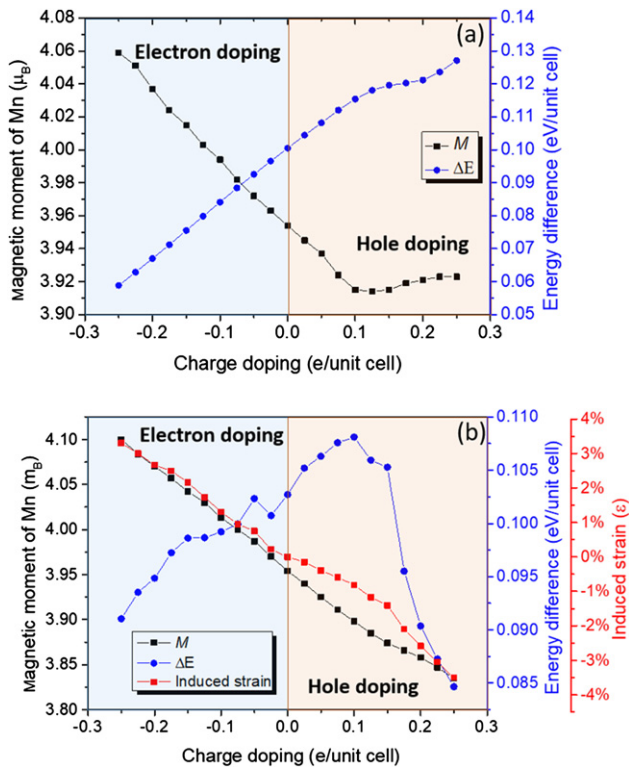 (a)
Electron doping
Hole doping
M
ΔE
4.08
4.06
4.04
4.02
4.00
3.98
3.96
3.94
3.92
3.90
Magnetic moment of Mn (μB)
0.14
0.13
0.12
0.11
0.10
0.09
0.08
0.07
0.06
0.05
Energy difference (eV/unit cell)
-0.3 -0.2 -0.1 0.0 0.1 0.2 0.3
Charge doping (e/unit cell)
(b)
Electron doping
Hole doping
M
ΔE
Induced strain
4.10
4.05
4.00
3.95
3.90
3.85
3.80
Magnetic moment of Mn (mB)
0.110
0.105
0.100
0.095
0.090
0.085
Energy difference (eV/unit cell)
4%
3%
2%
1%
0%
-1%
-2%
-3%
-4%
Induced strain (ε)
-0.3 -0.2 -0.1 0.0 0.1 0.2 0.3
Charge doping (e/unit cell)